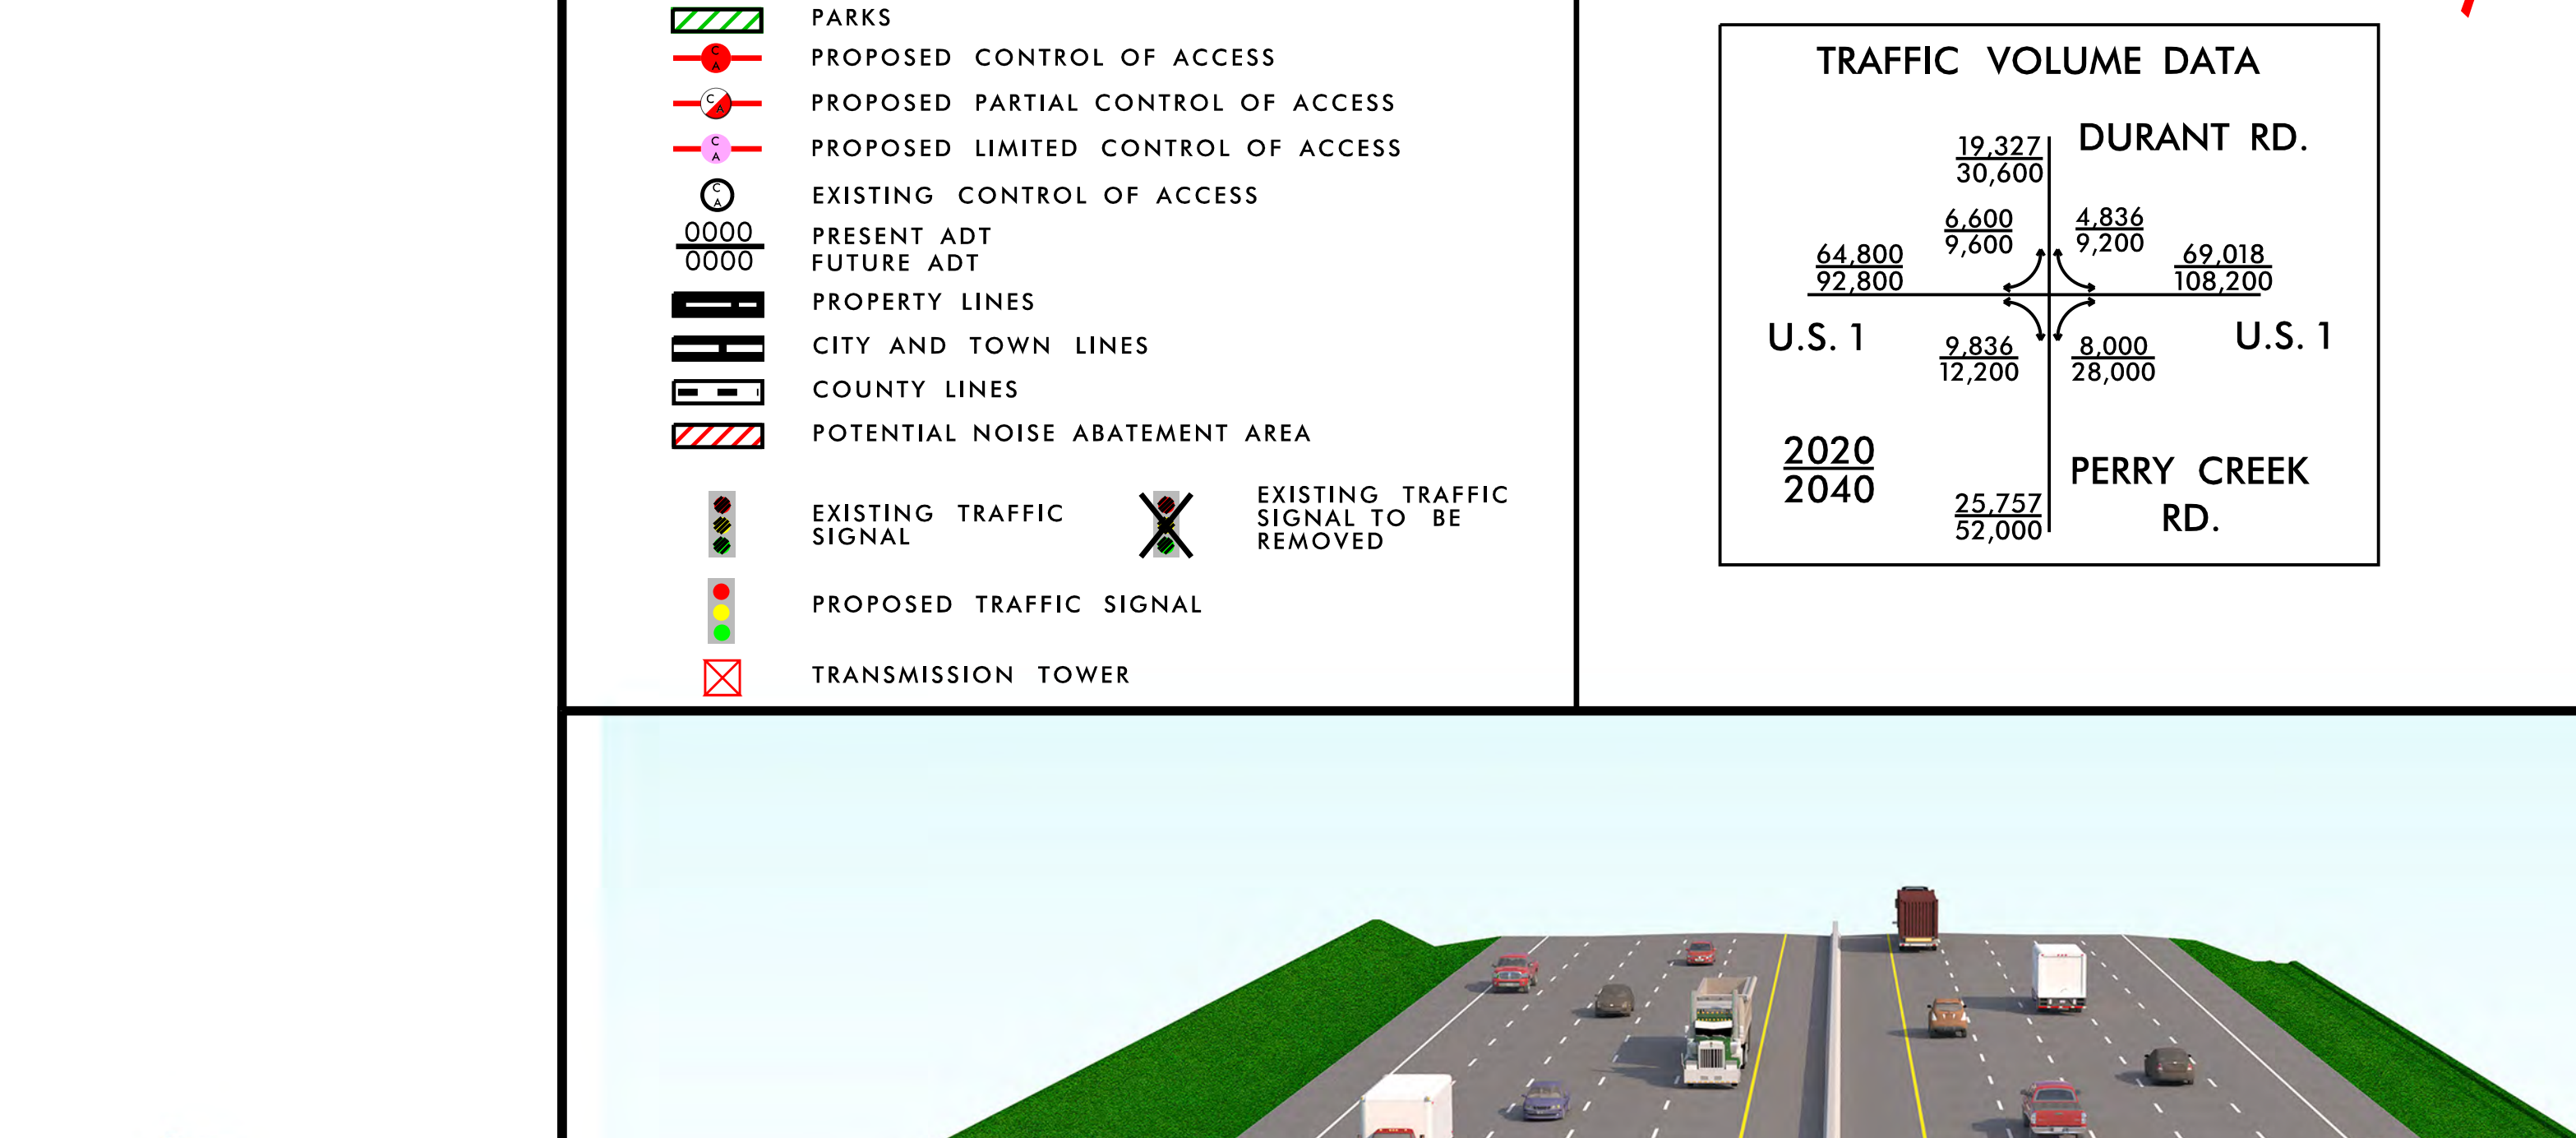 PARKS
C
A
PROPOSED CONTROL OF ACCESS
C
A
PROPOSED PARTIAL CONTROL OF ACCESS
C
A
PROPOSED LIMITED CONTROL OF ACCESS
C
A
EXISTING CONTROL OF ACCESS
0000
0000
PRESENT ADT
FUTURE ADT
PROPERTY LINES
CITY AND TOWN LINES
COUNTY LINES
POTENTIAL NOISE ABATEMENT AREA
EXISTING TRAFFIC
SIGNAL
EXISTING TRAFFIC
SIGNAL TO BE
REMOVED
PROPOSED TRAFFIC SIGNAL
TRANSMISSION TOWER
TRAFFIC VOLUME DATA
DURANT RD.
19,327
30,600
6,600
9,600
4,836
9,200
64,800
92,800
69,018
108,200
U.S. 1
U.S. 1
9,836
12,200
8,000
28,000
2020
2040
PERRY CREEK
RD.
25,757
52,000